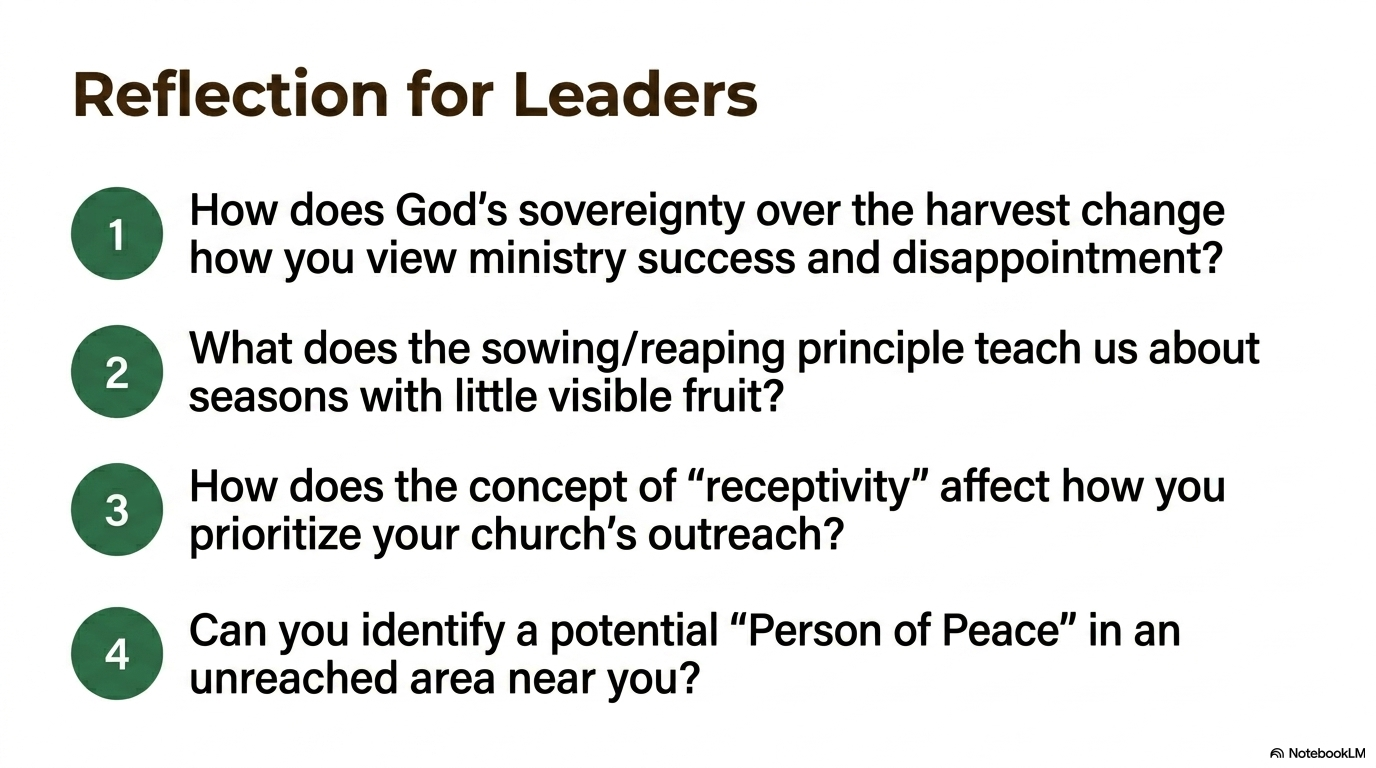 Reflection for Leaders
1
How does God’s sovereignty over the harvest change
how you view ministry success and disappointment?
2
What does the sowing/reaping principle teach us about
seasons with little visible fruit?
3
How does the concept of “receptivity” affect how you
prioritize your church’s outreach?
4
Can you identify a potential “Person of Peace” in an
unreached area near you?
NotebookLM